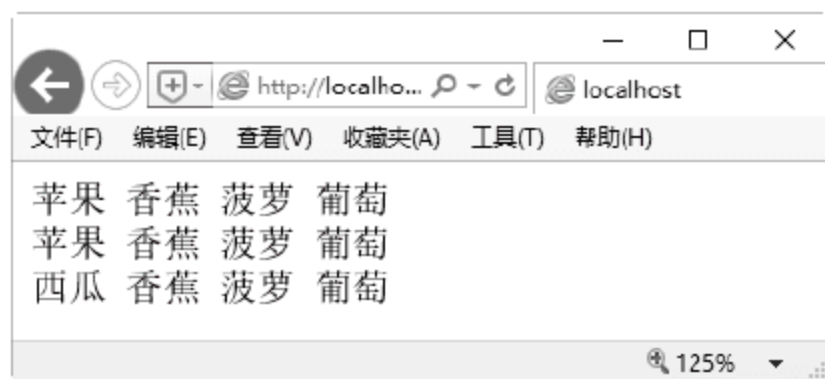 http://localho...
localhost
文件(F) 编辑(E) 查看(V) 收藏夹(A) 工具(T) 帮助(H)
苹果 香蕉 菠萝 葡萄
苹果 香蕉 菠萝 葡萄
西瓜 香蕉 菠萝 葡萄
125%